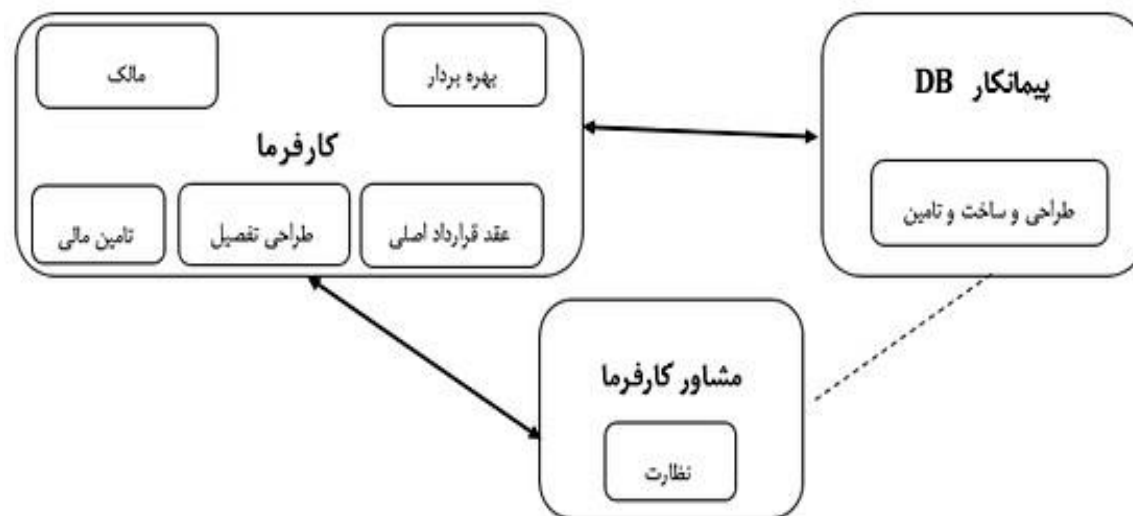 بهره بردار
مالک
کارفرما
عقد قرارداد اصلی
طراحی تفصیل
تامین مالی
پیمانکار DB
طراحی و ساخت و تامین
مشاور کارفرما
نظارت